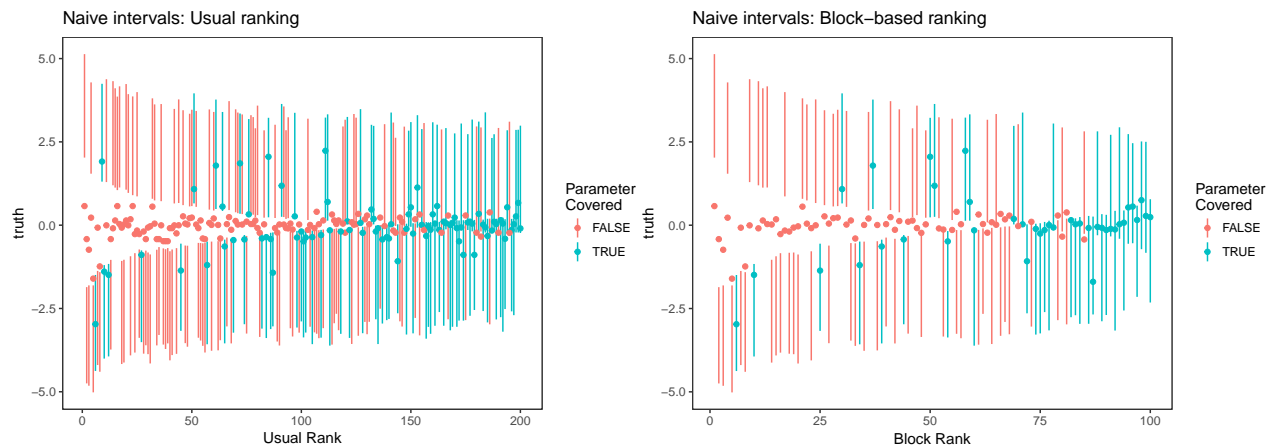 Naive intervals: Usual ranking
5.0
2.5
0.0
−2.5
−5.0
truth
0
50
100
150
200
Usual Rank
Parameter
Covered
FALSE
TRUE
Naive intervals: Block−based ranking
5.0
2.5
0.0
−2.5
−5.0
truth
0
25
50
75
100
Block Rank
Parameter
Covered
FALSE
TRUE